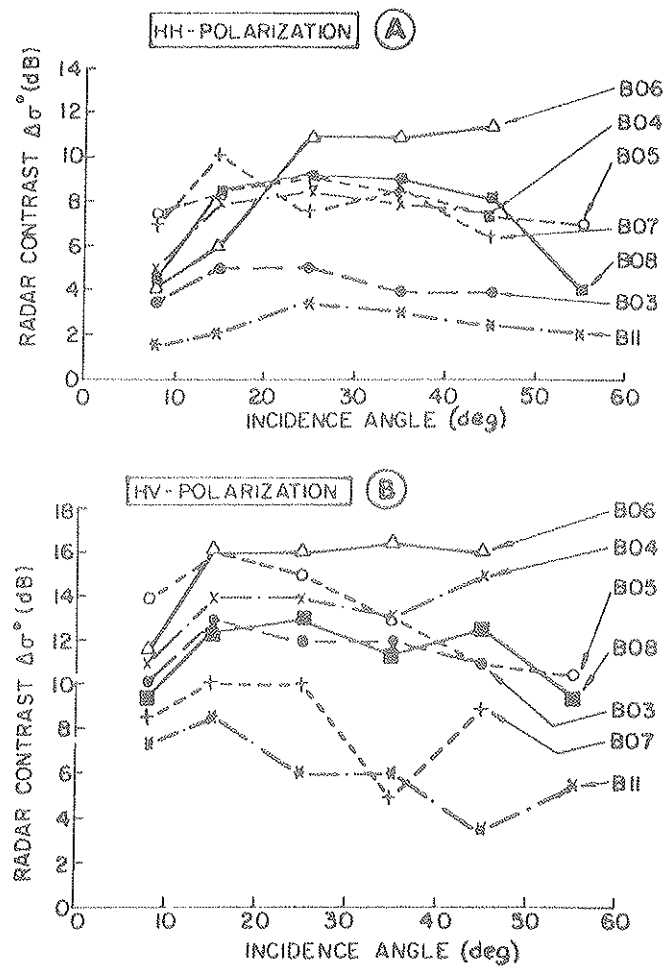 HH-POLARIZATION A
RADAR CONTRAST Δσ° (dB)
14
12
10
8
6
4
2
0
B06
B04
B05
B07
B08
B03
B11
10 20 30 40 50 60
INCIDENCE ANGLE (deg)
HV-POLARIZATION B
RADAR CONTRAST Δσ° (dB)
18
16
14
12
10
8
6
4
2
0
B06
B04
B05
B08
B03
B07
B11
0 10 20 30 40 50 60
INCIDENCE ANGLE (deg)